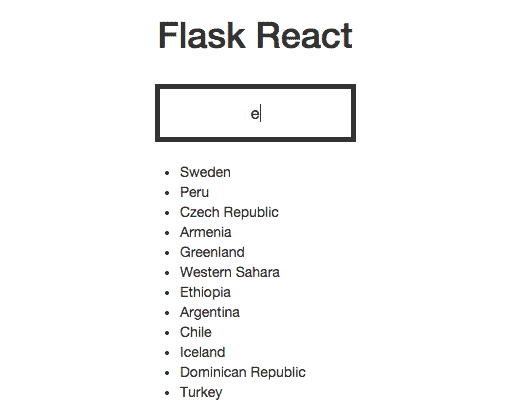 Flask React
e
Sweden
Peru
Czech Republic
Armenia
Greenland
Western Sahara
Ethiopia
Argentina
Chile
Iceland
Dominican Republic
Turkey